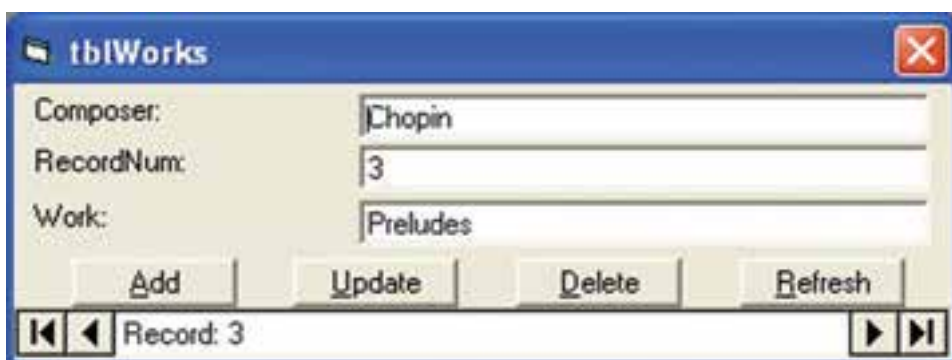 tblWorks
Composer: Chopin
RecordNum: 3
Work: Preludes
Add Update Delete Refresh
Record: 3